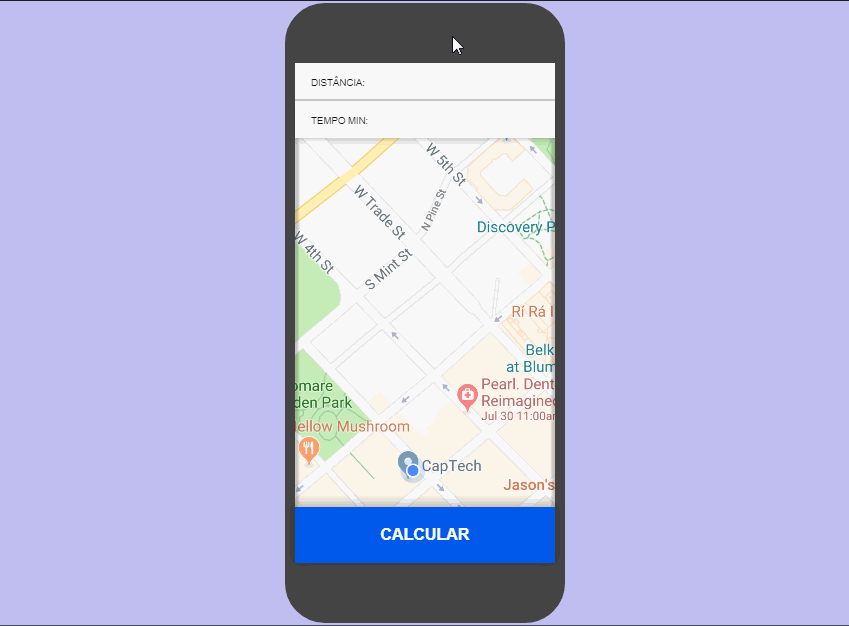 DISTÂNCIA:
TEMPO MIN:
W 5th St
W Trade St
N Pine St
Discovery P
W 4th St
S Mint St
Rí Rá I
Belk
at Blum
Pearl. Dent
Reimagined
Jul 30 11:00am
omare
den Park
ellow Mushroom
CapTech
Jason's
CALCULAR